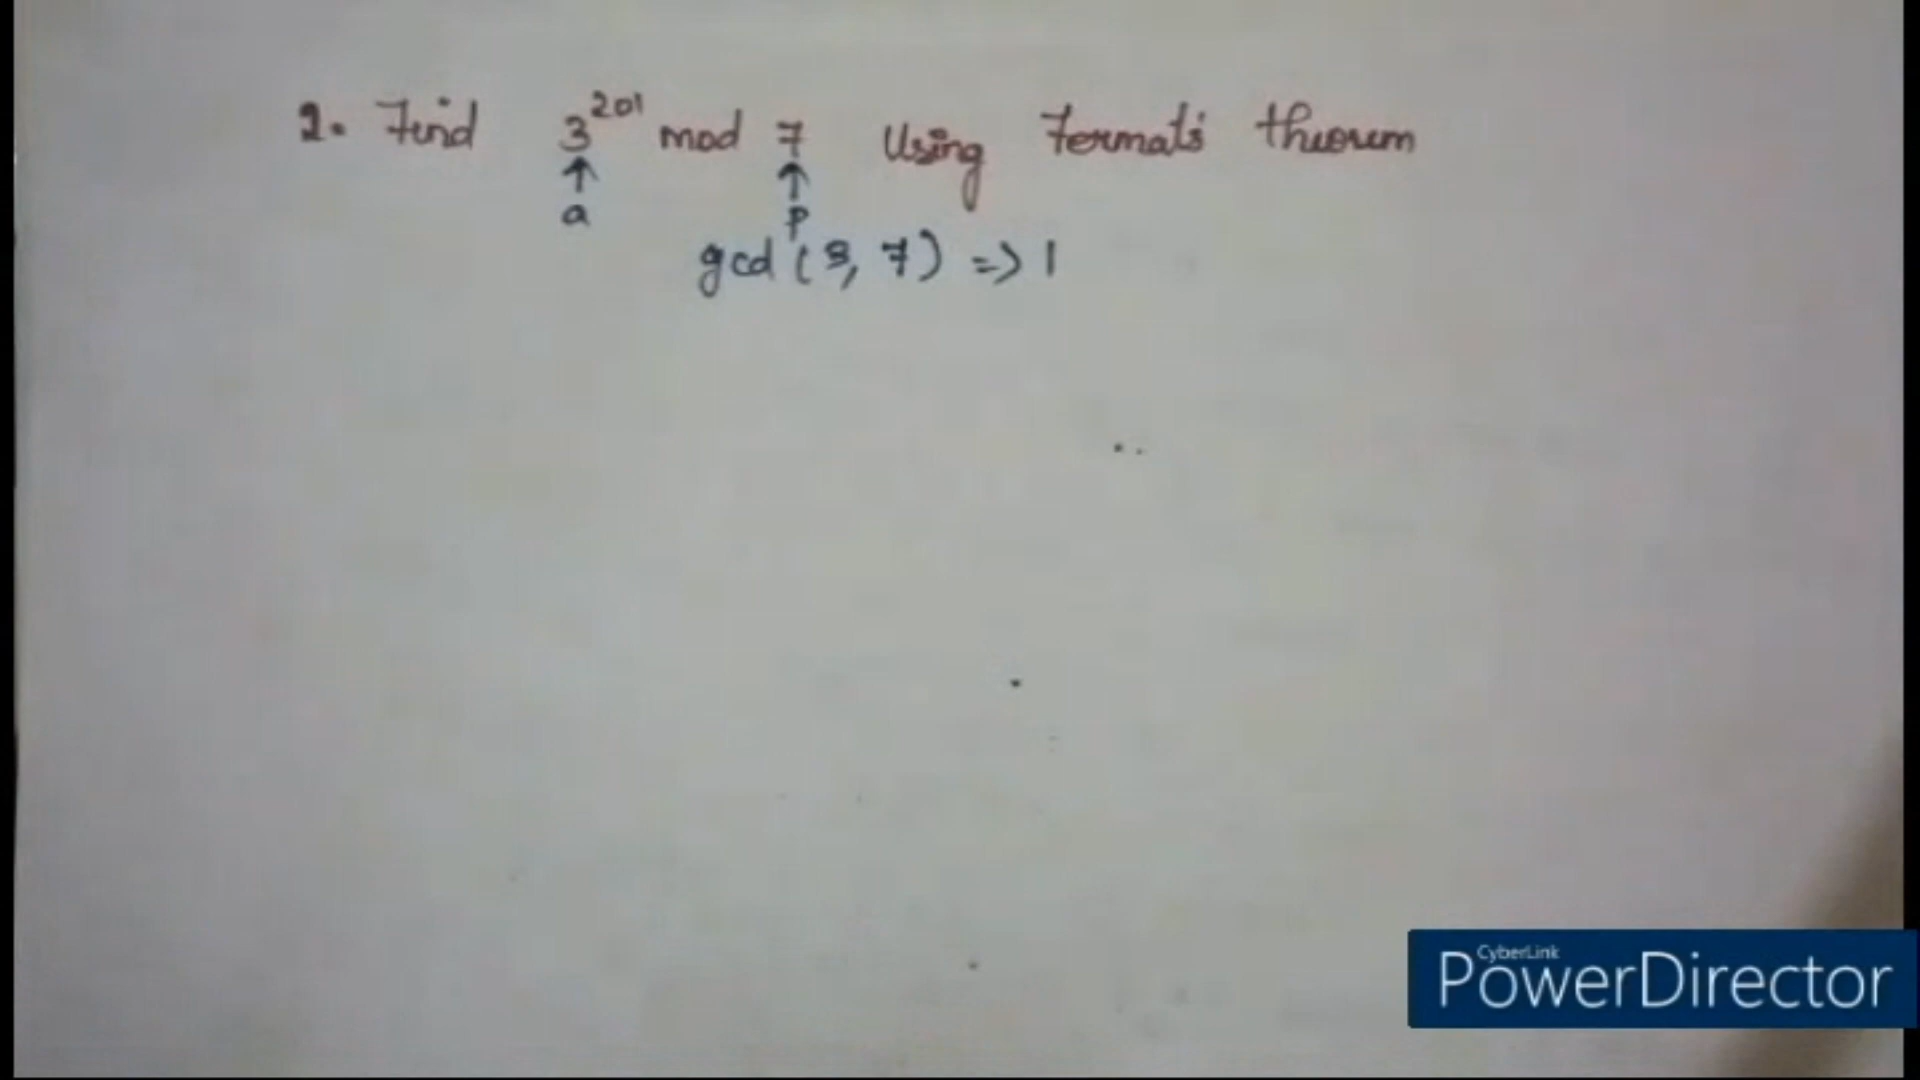 2. Find 3^201 mod 7 Using Fermat's theorem
↑ ↑
a p
gcd (3, 7) => 1
CyberLink
PowerDirector